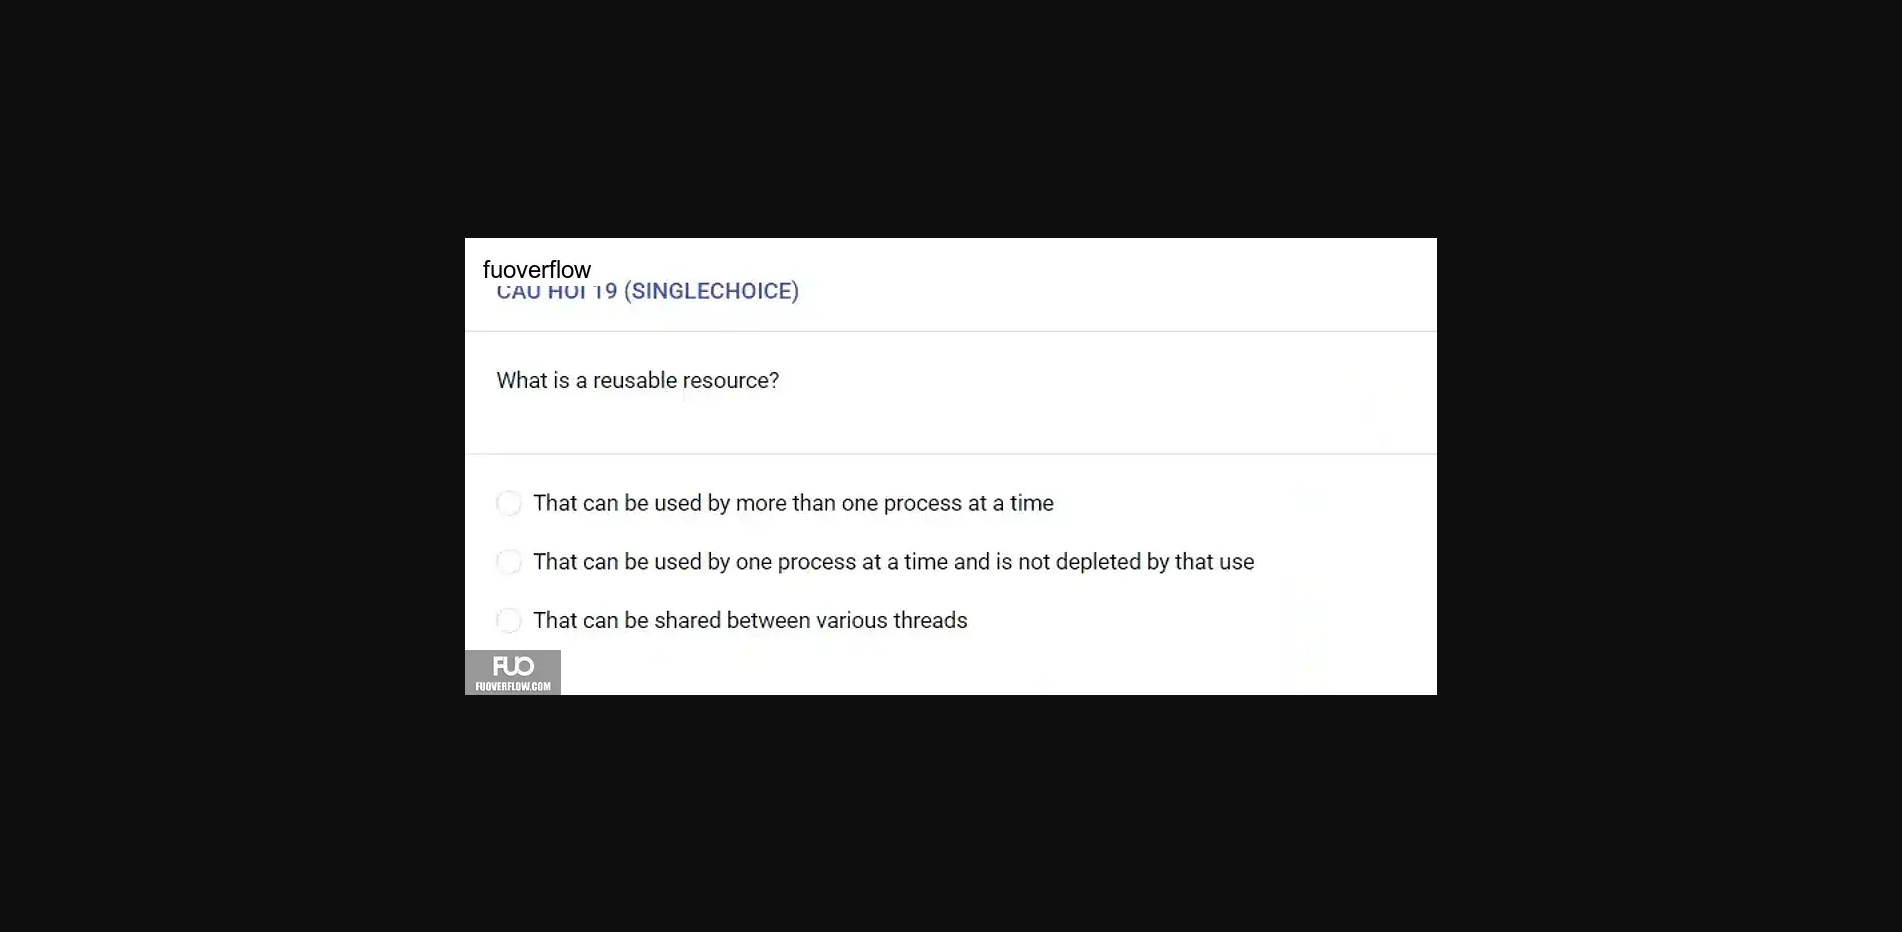 fuoverflow
CAU HOI 19 (SINGLECHOICE)
What is a reusable resource?
That can be used by more than one process at a time
That can be used by one process at a time and is not depleted by that use
That can be shared between various threads
FUO
FUOVERFLOW.COM